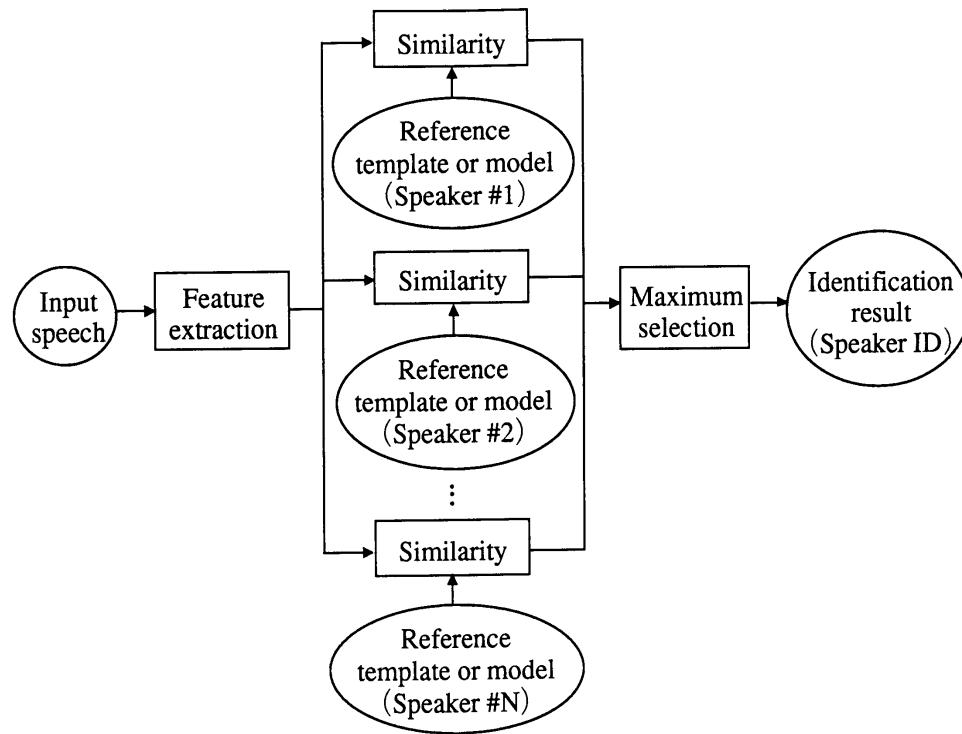 Similarity
Reference
template or model
(Speaker #1)
Input
speech
Feature
extraction
Similarity
Reference
template or model
(Speaker #2)
⋮
Similarity
Reference
template or model
(Speaker #N)
Maximum
selection
Identification
result
(Speaker ID)